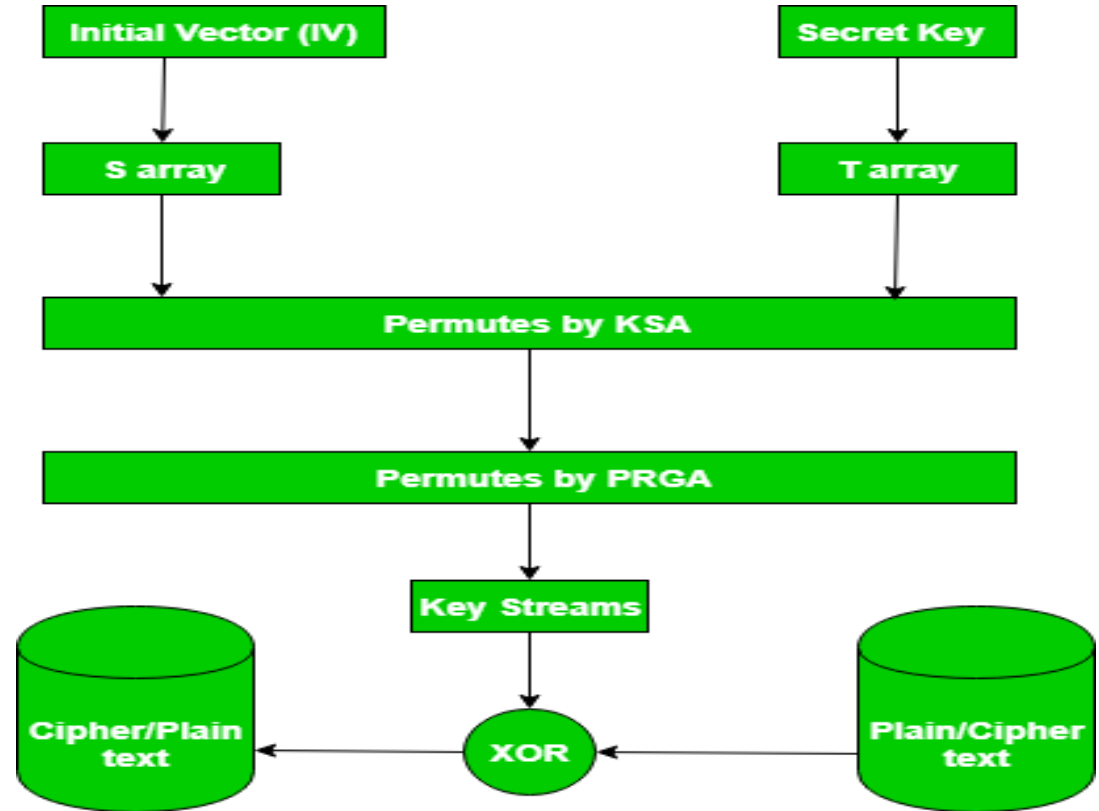 Initial Vector (IV)
Secret Key
S array
T array
Permutes by KSA
Permutes by PRGA
Key Streams
Cipher/Plain
text
XOR
Plain/Cipher
text